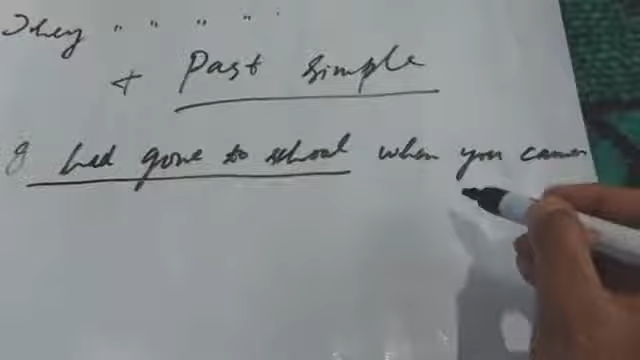 They " " " "
+ Past Simple
I had gone to school when you came